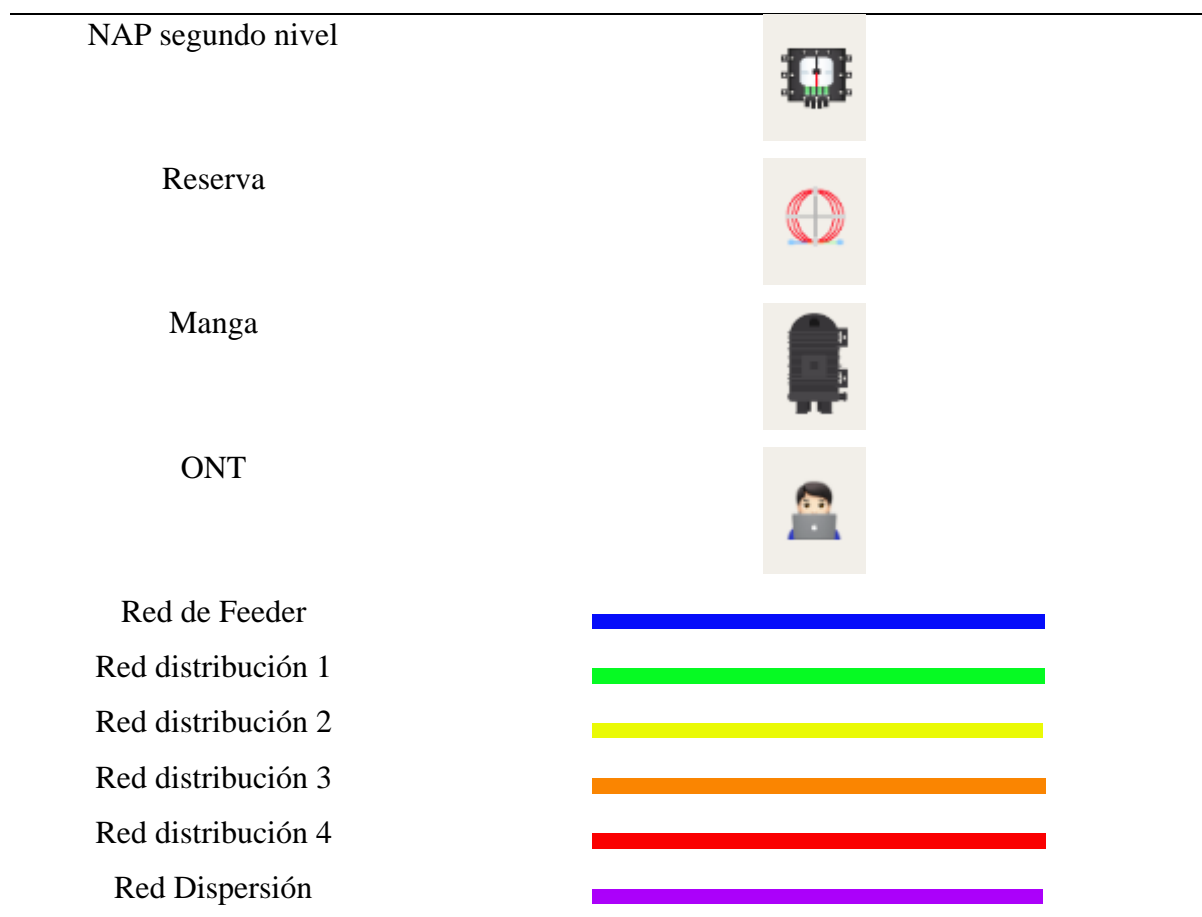 NAP segundo nivel
Reserva
Manga
ONT
Red de Feeder
Red distribución 1
Red distribución 2
Red distribución 3
Red distribución 4
Red Dispersión